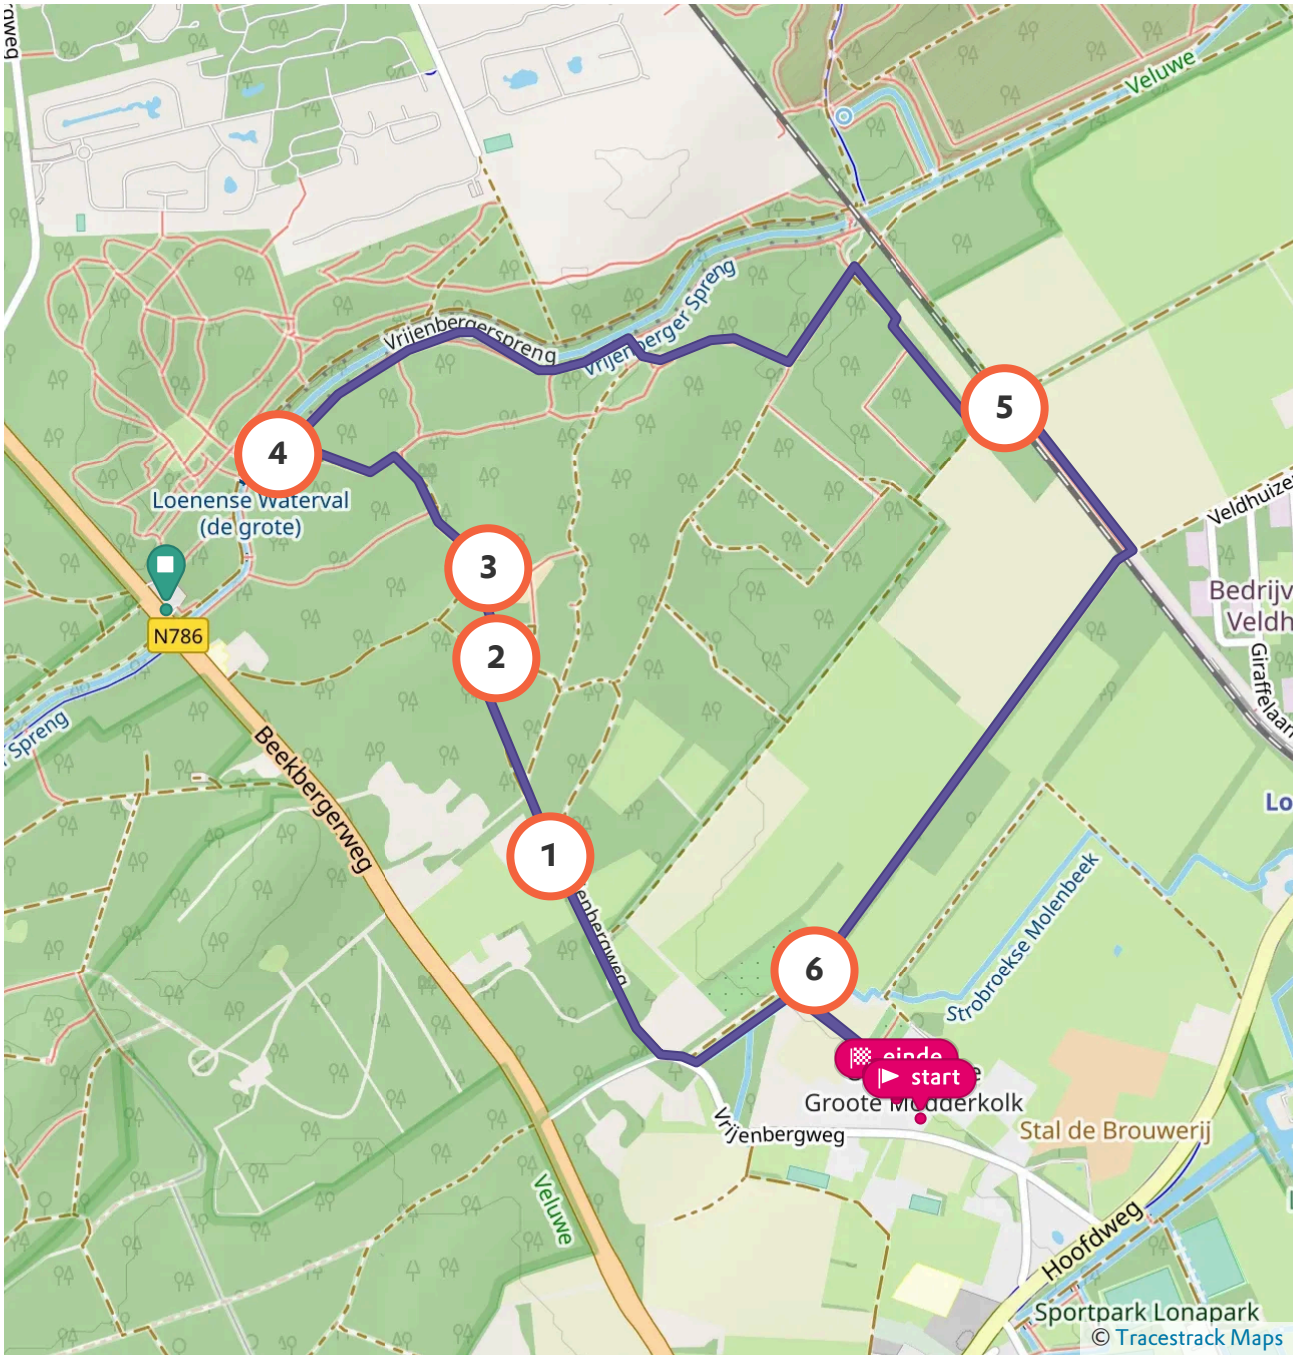 Veluwe
Vrijenbergerspreng
Vrijenberger Spreng
5
4
Loenense Waterval
(de grote)
3
Bedrijv
Veldh
N786
2
Giraffelaan
Spreng
Beekbergerweg
Lo
1
enbergweg
Strobroekse Molenbeek
6
einde
start
Groote Modderkolk
Vrijenbergweg
Stal de Brouwerij
Veluwe
Hoofdweg
Sportpark Lonapark
© Tracestrack Maps